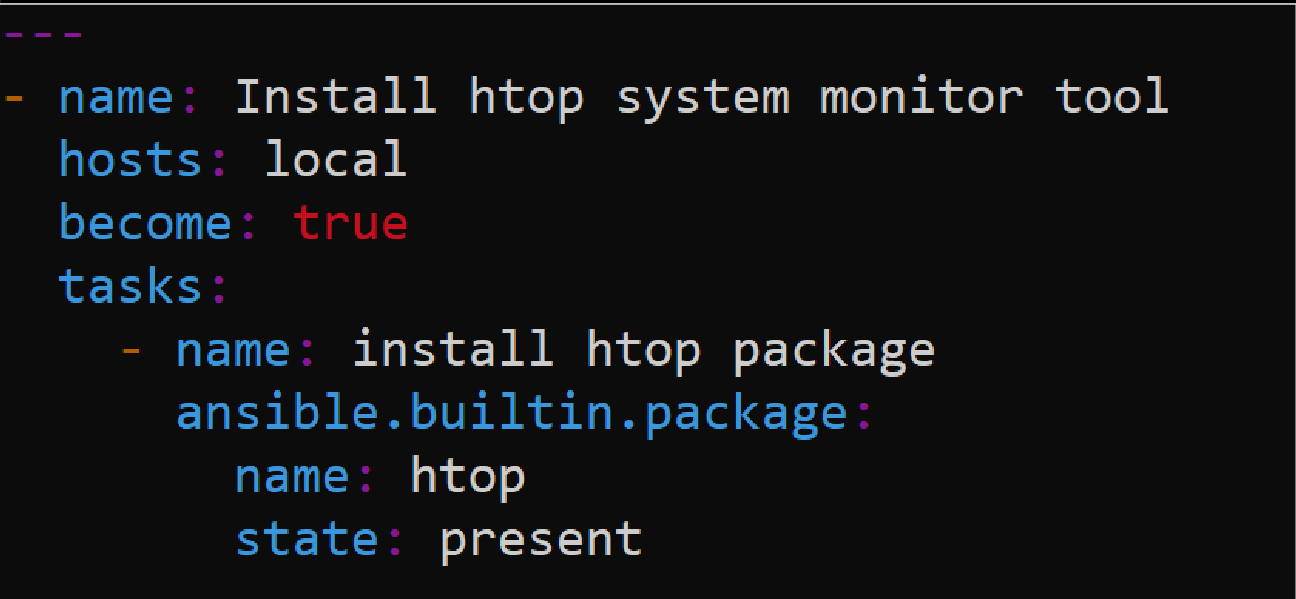 ---
- name: Install htop system monitor tool
  hosts: local
  become: true
  tasks:
    - name: install htop package
      ansible.builtin.package:
        name: htop
        state: present